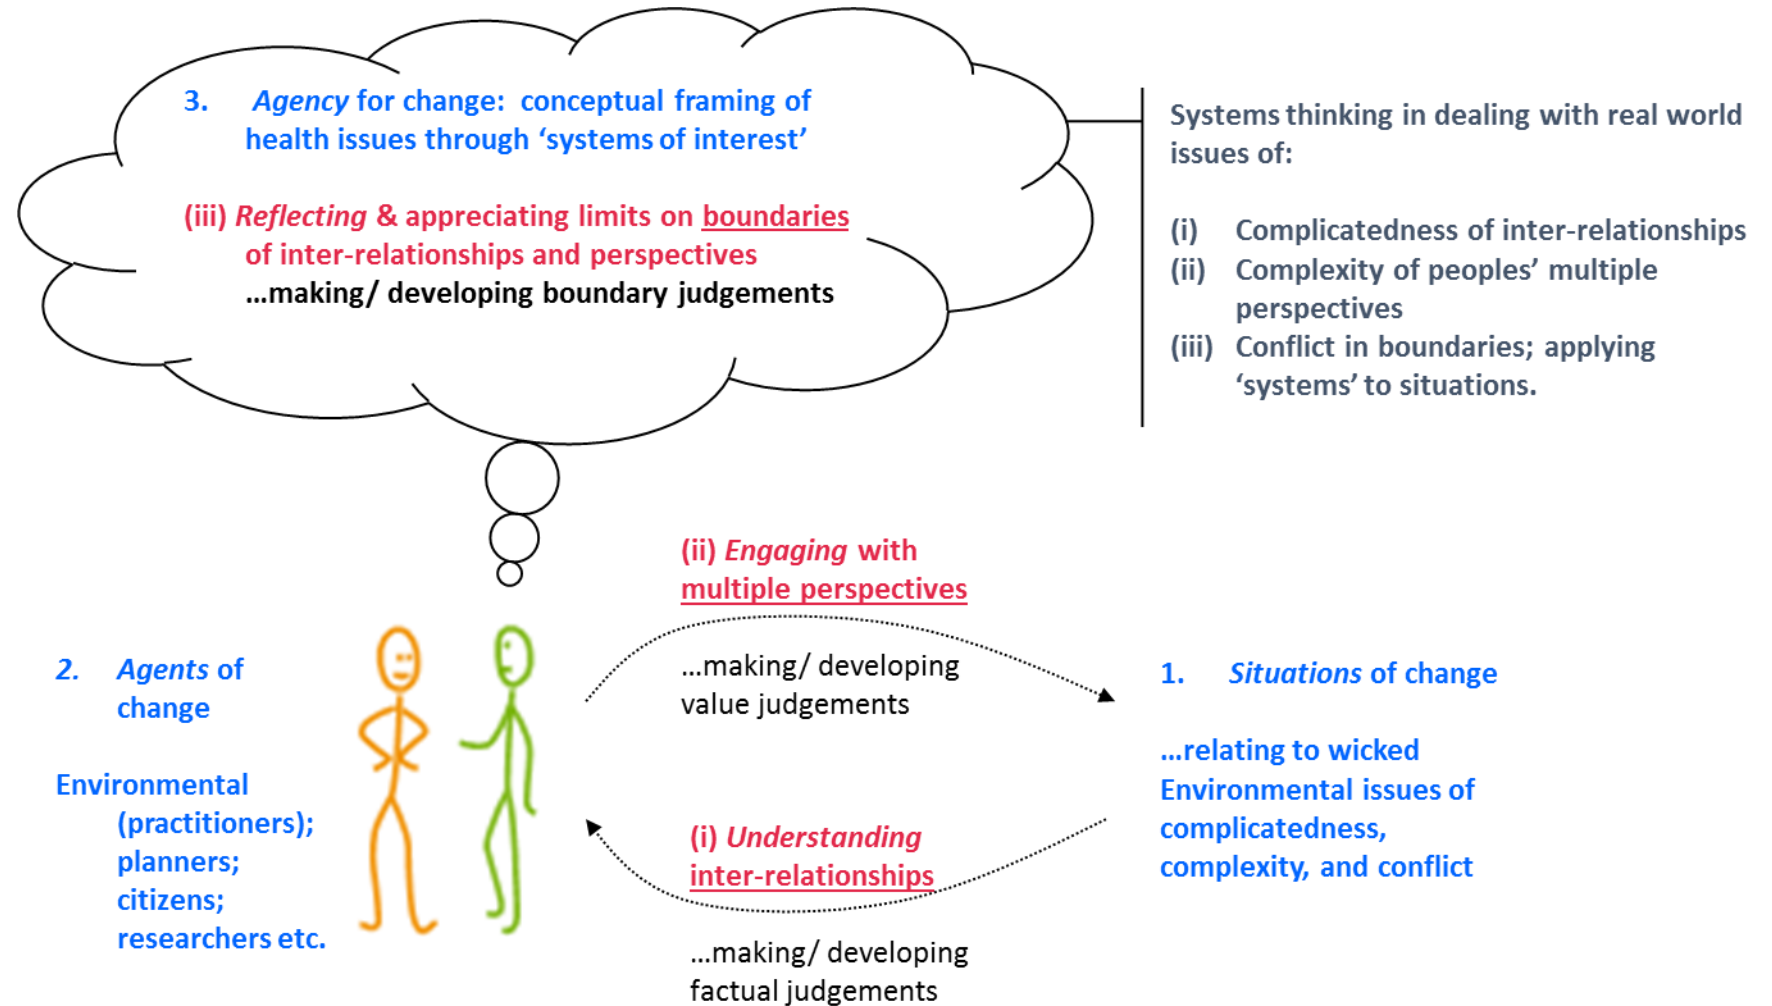 3. Agency for change: conceptual framing of
health issues through ‘systems of interest’
(iii) Reflecting & appreciating limits on boundaries
of inter-relationships and perspectives
...making/ developing boundary judgements
Systems thinking in dealing with real world
issues of:
(i) Complicatedness of inter-relationships
(ii) Complexity of peoples’ multiple
perspectives
(iii) Conflict in boundaries; applying
‘systems’ to situations.
(ii) Engaging with
multiple perspectives
...making/ developing
value judgements
2. Agents of
change
Environmental
(practitioners);
planners;
citizens;
researchers etc.
1. Situations of change
...relating to wicked
Environmental issues of
complicatedness,
complexity, and conflict
(i) Understanding
inter-relationships
...making/ developing
factual judgements